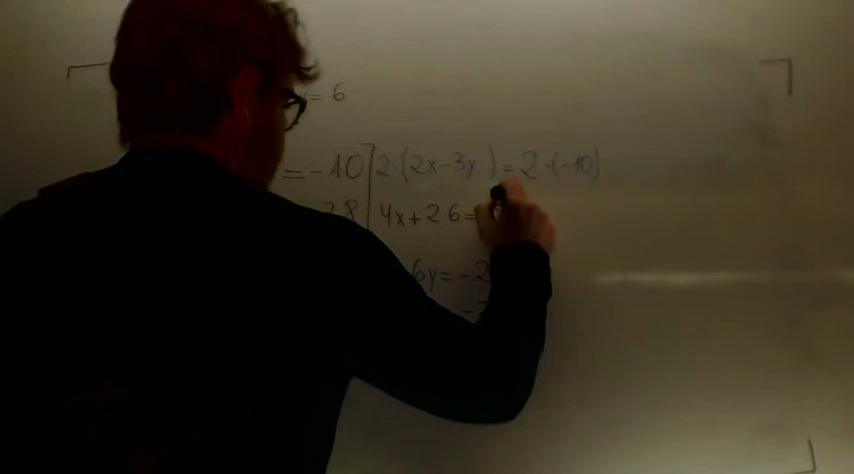 = 6
= -10 | 2·(2x-3y) = 2·(-10)
28 | 4x+26=
6y=-2
-